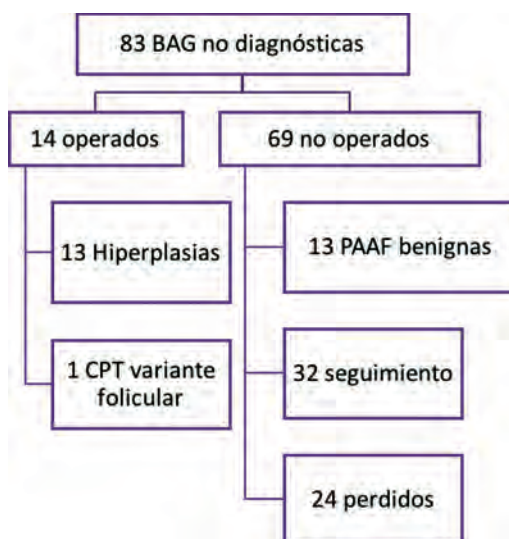 83 BAG no diagnósticas
14 operados
69 no operados
13 Hiperplasias
13 PAAF benignas
1 CPT variante
folicular
32 seguimiento
24 perdidos